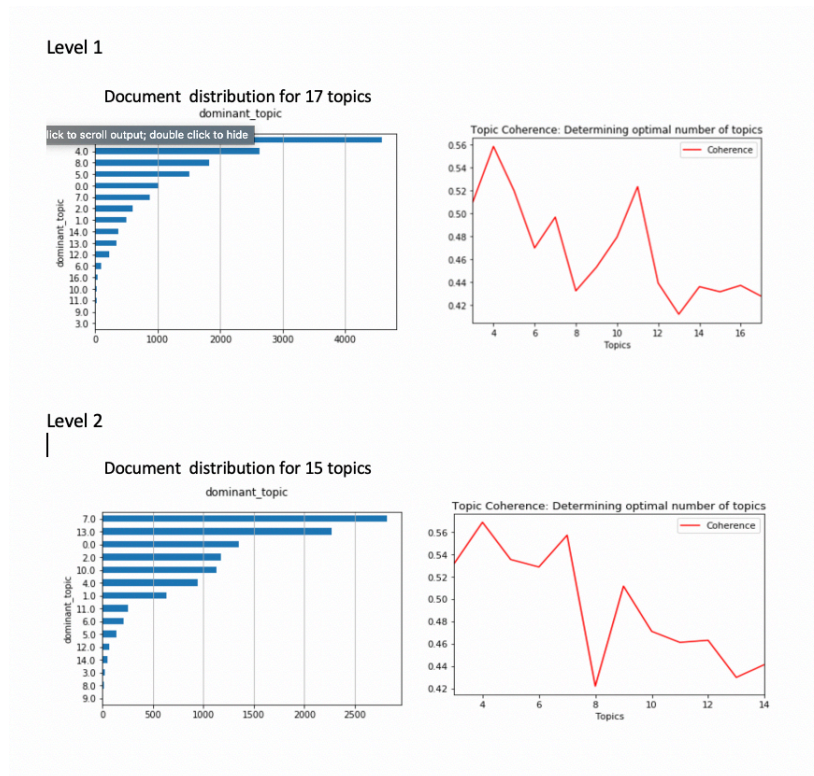 Level 1
Document distribution for 17 topics
dominant_topic
lick to scroll output; double click to hide
4.0
8.0
5.0
0.0
7.0
2.0
1.0
14.0
13.0
12.0
6.0
16.0
10.0
11.0
9.0
3.0
dominant_topic
0 1000 2000 3000 4000
Topic Coherence: Determining optimal number of topics
Coherence
0.56
0.54
0.52
0.50
0.48
0.46
0.44
0.42
4 6 8 10 12 14 16
Topics
Level 2
Document distribution for 15 topics
dominant_topic
7.0
13.0
0.0
2.0
10.0
4.0
1.0
11.0
6.0
5.0
12.0
14.0
3.0
8.0
9.0
dominant_topic
0 500 1000 1500 2000 2500
Topic Coherence: Determining optimal number of topics
Coherence
0.56
0.54
0.52
0.50
0.48
0.46
0.44
0.42
4 6 8 10 12 14
Topics